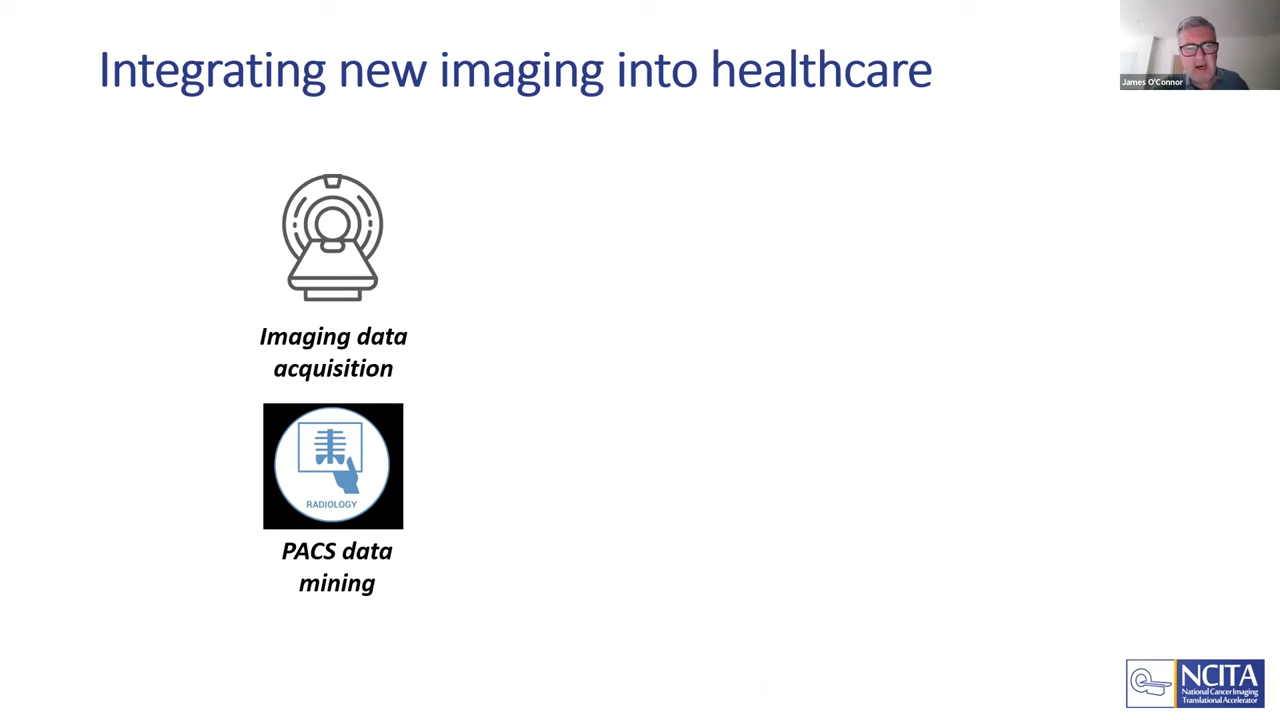 Integrating new imaging into healthcare
James O'Connor
Imaging data
acquisition
RADIOLOGY
PACS data
mining
NCITA
National Cancer Imaging
Translational Accelerator